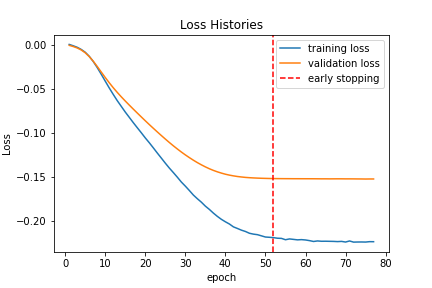 Loss Histories
training loss
validation loss
early stopping
Loss
0.00
−0.05
−0.10
−0.15
−0.20
0 10 20 30 40 50 60 70 80
epoch